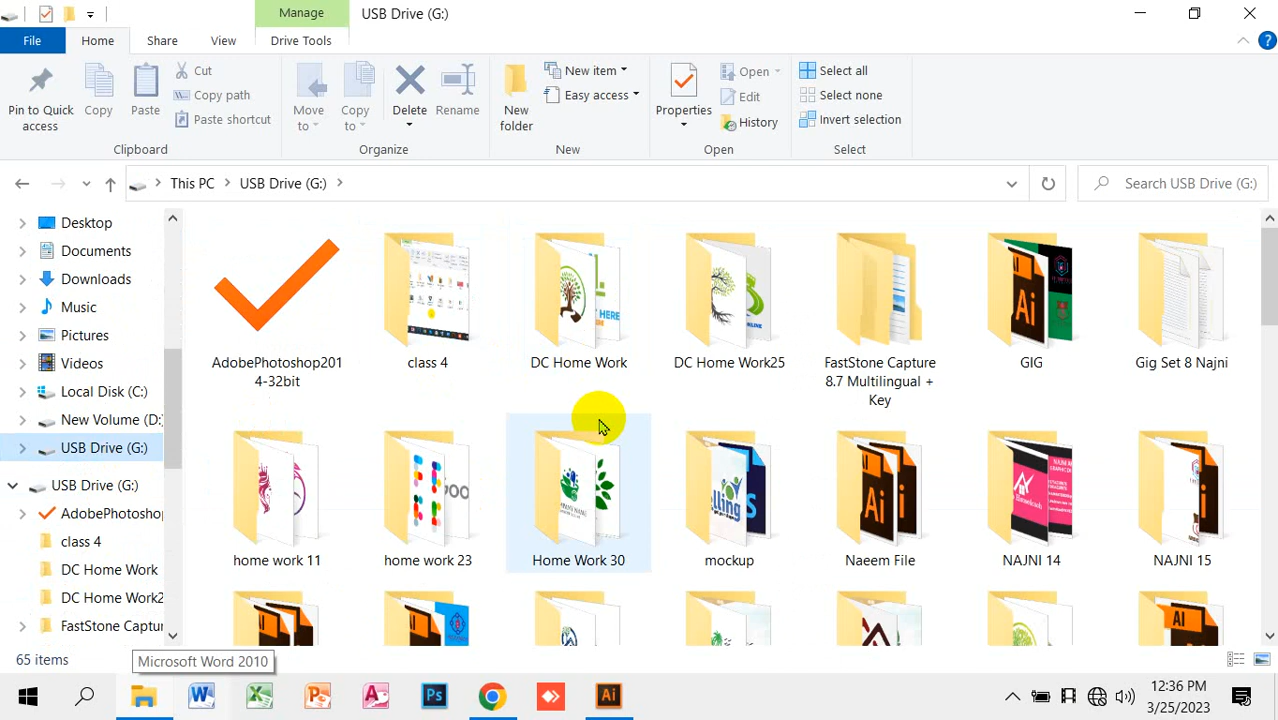 Manage
USB Drive (G:)
File
Home
Share
View
Drive Tools
Pin to Quick
access
Copy
Paste
Cut
Copy path
Paste shortcut
Clipboard
Move
to
Copy
to
Delete
Rename
Organize
New
folder
New item
Easy access
New
Properties
Open
Edit
History
Open
Select all
Select none
Invert selection
Select
This PC
USB Drive (G:)
Search USB Drive (G:)
Desktop
Documents
Downloads
Music
Pictures
Videos
Local Disk (C:)
New Volume (D:
USB Drive (G:)
USB Drive (G:)
AdobePhotosho
class 4
DC Home Work
DC Home Work2
FastStone Captur
AdobePhotoshop201
4-32bit
class 4
DC Home Work
DC Home Work25
FastStone Capture
8.7 Multilingual +
Key
GIG
Gig Set 8 Najni
home work 11
home work 23
Home Work 30
mockup
Naeem File
NAJNI 14
NAJNI 15
65 items
Microsoft Word 2010
12:36 PM
3/25/2023